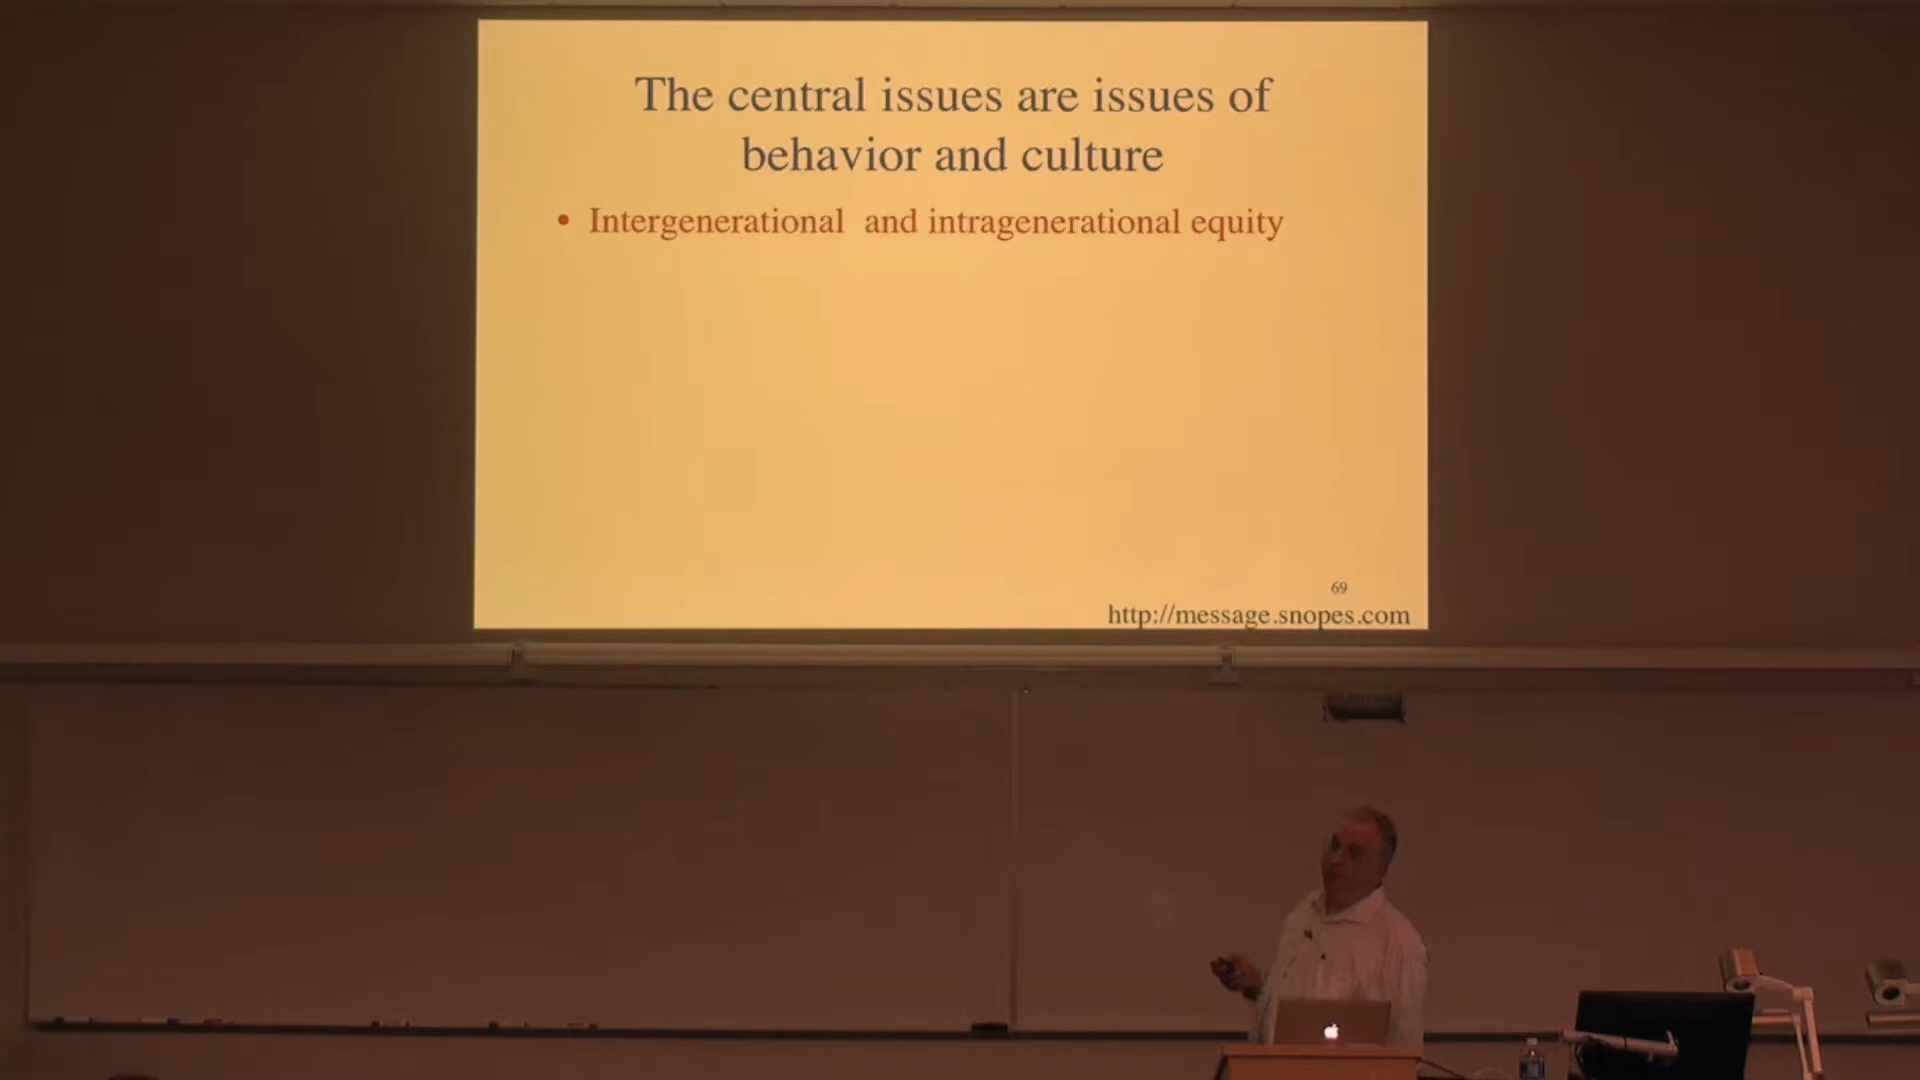 The central issues are issues of
behavior and culture
• Intergenerational and intragenerational equity
69
http://message.snopes.com